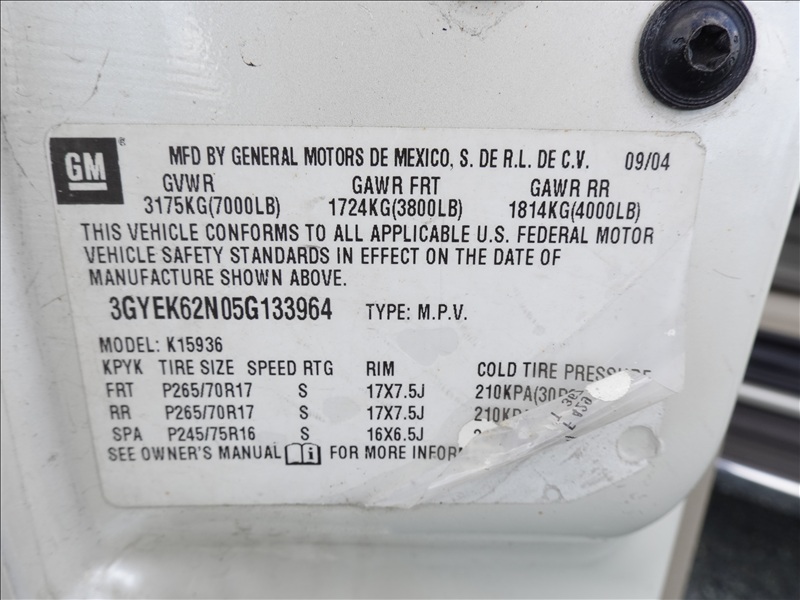 GM
MFD BY GENERAL MOTORS DE MEXICO, S. DE R.L. DE C.V. 09/04
GVWR GAWR FRT GAWR RR
3175KG(7000LB) 1724KG(3800LB) 1814KG(4000LB)
THIS VEHICLE CONFORMS TO ALL APPLICABLE U.S. FEDERAL MOTOR
VEHICLE SAFETY STANDARDS IN EFFECT ON THE DATE OF
MANUFACTURE SHOWN ABOVE.
3GYEK62N05G133964 TYPE: M.P.V.
MODEL: K15936
KPYK TIRE SIZE SPEED RTG RIM COLD TIRE PRESSURE
FRT P265/70R17 S 17X7.5J 210KPA(30P
RR P265/70R17 S 17X7.5J 210KP
SPA P245/75R16 S 16X6.5J
SEE OWNER'S MANUAL FOR MORE INFOR